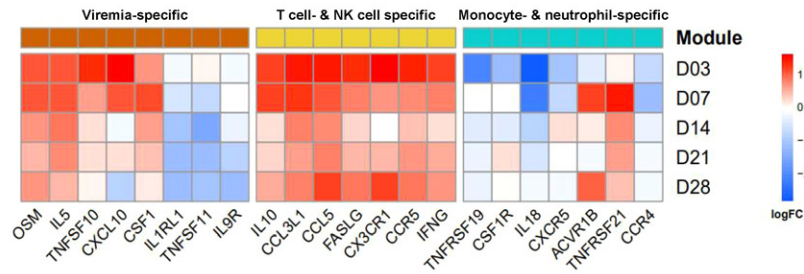 Viremia-specific T cell- & NK cell specific Monocyte- & neutrophil-specific
Module
D03
D07
D14
D21
D28
1
0
logFC
OSM IL5 TNFSF10 CXCL10 CSF1 IL1RL1 TNFSF11 IL9R IL10 CCL3L1 CCL5 FASLG CX3CR1 CCR5 IFNG TNFRSF19 CSF1R IL18 CXCR5 ACVR1B TNFRSF21 CCR4